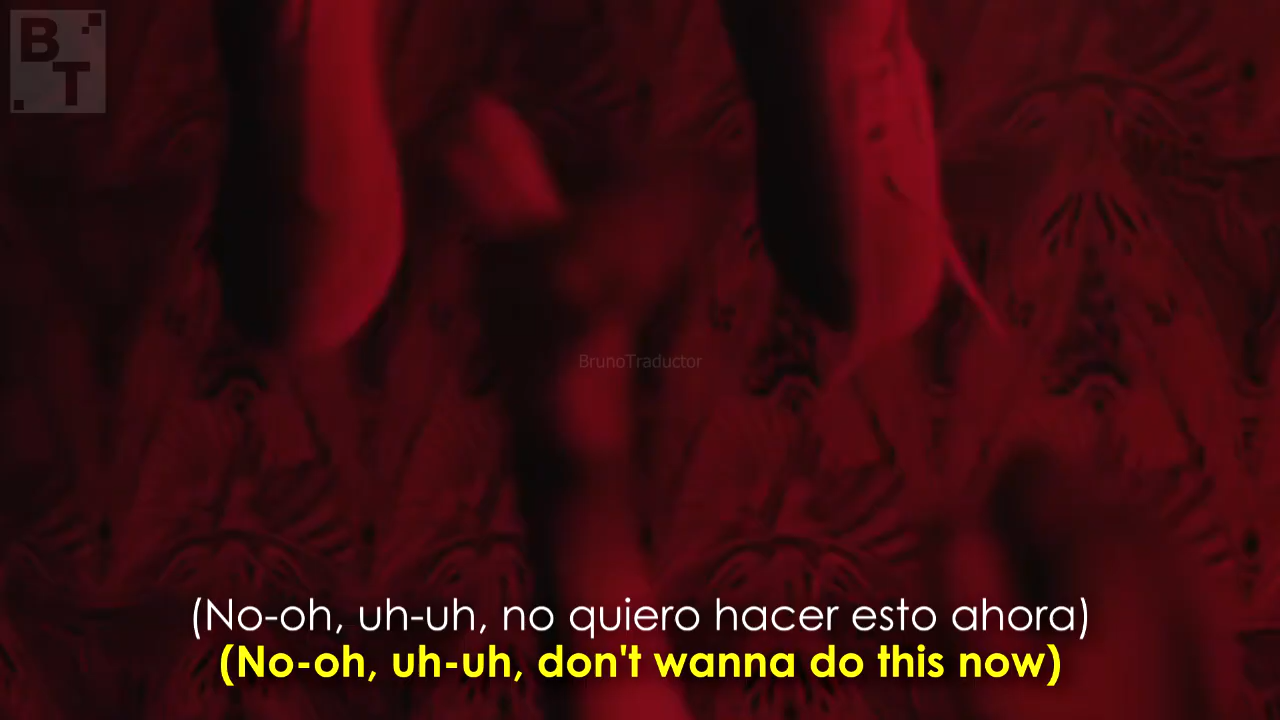 B
T
BrunoTraductor
(No-oh, uh-uh, no quiero hacer esto ahora)
(No-oh, uh-uh, don't wanna do this now)